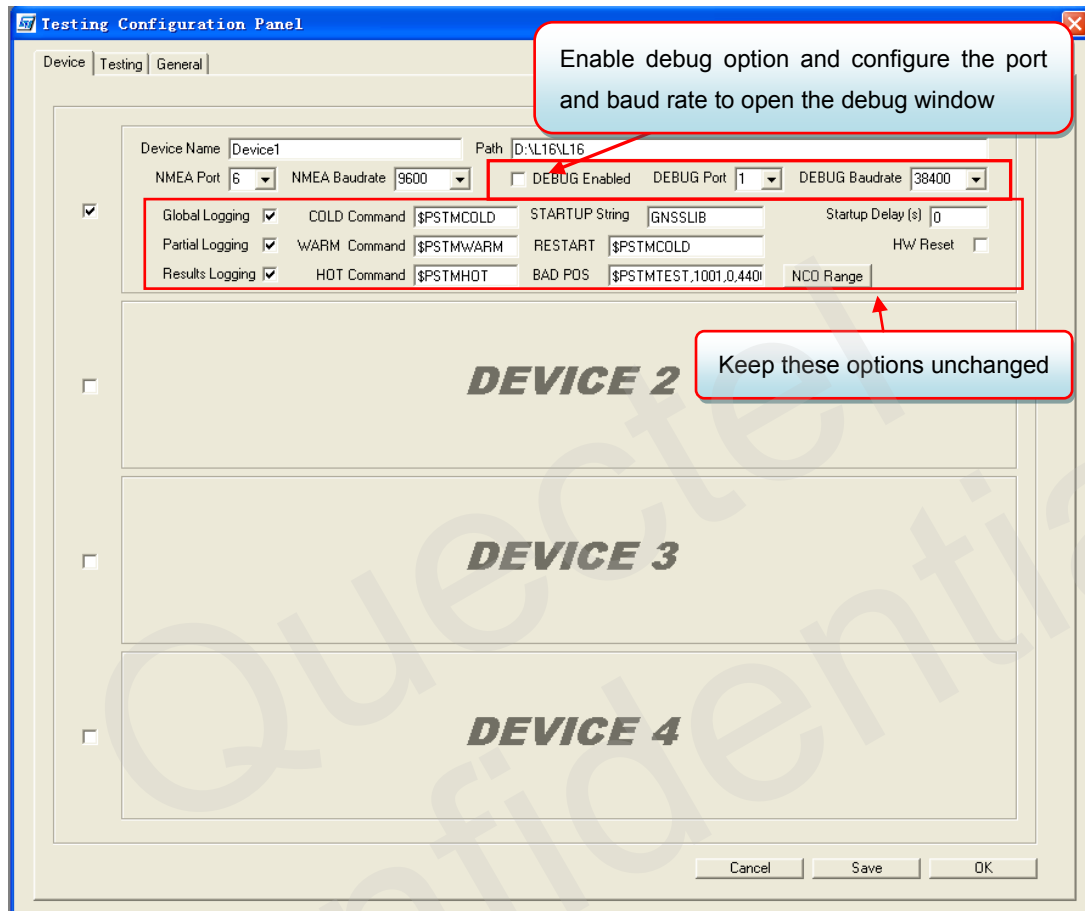 Testing Configuration Panel
Device Testing General
Enable debug option and configure the port
and baud rate to open the debug window
Device Name Device1 Path D:\L16\L16
NMEA Port 6 NMEA Baudrate 9600 DEBUG Enabled DEBUG Port 1 DEBUG Baudrate 38400
Global Logging COLD Command $PSTMCOLD STARTUP String GNSSLIB Startup Delay (s) 0
Partial Logging WARM Command $PSTMWARM RESTART $PSTMCOLD HW Reset
Results Logging HOT Command $PSTMHOT BAD POS $PSTMTEST,1001,0,440 NCO Range
Keep these options unchanged
DEVICE 2
DEVICE 3
DEVICE 4
Cancel Save OK
Quectel